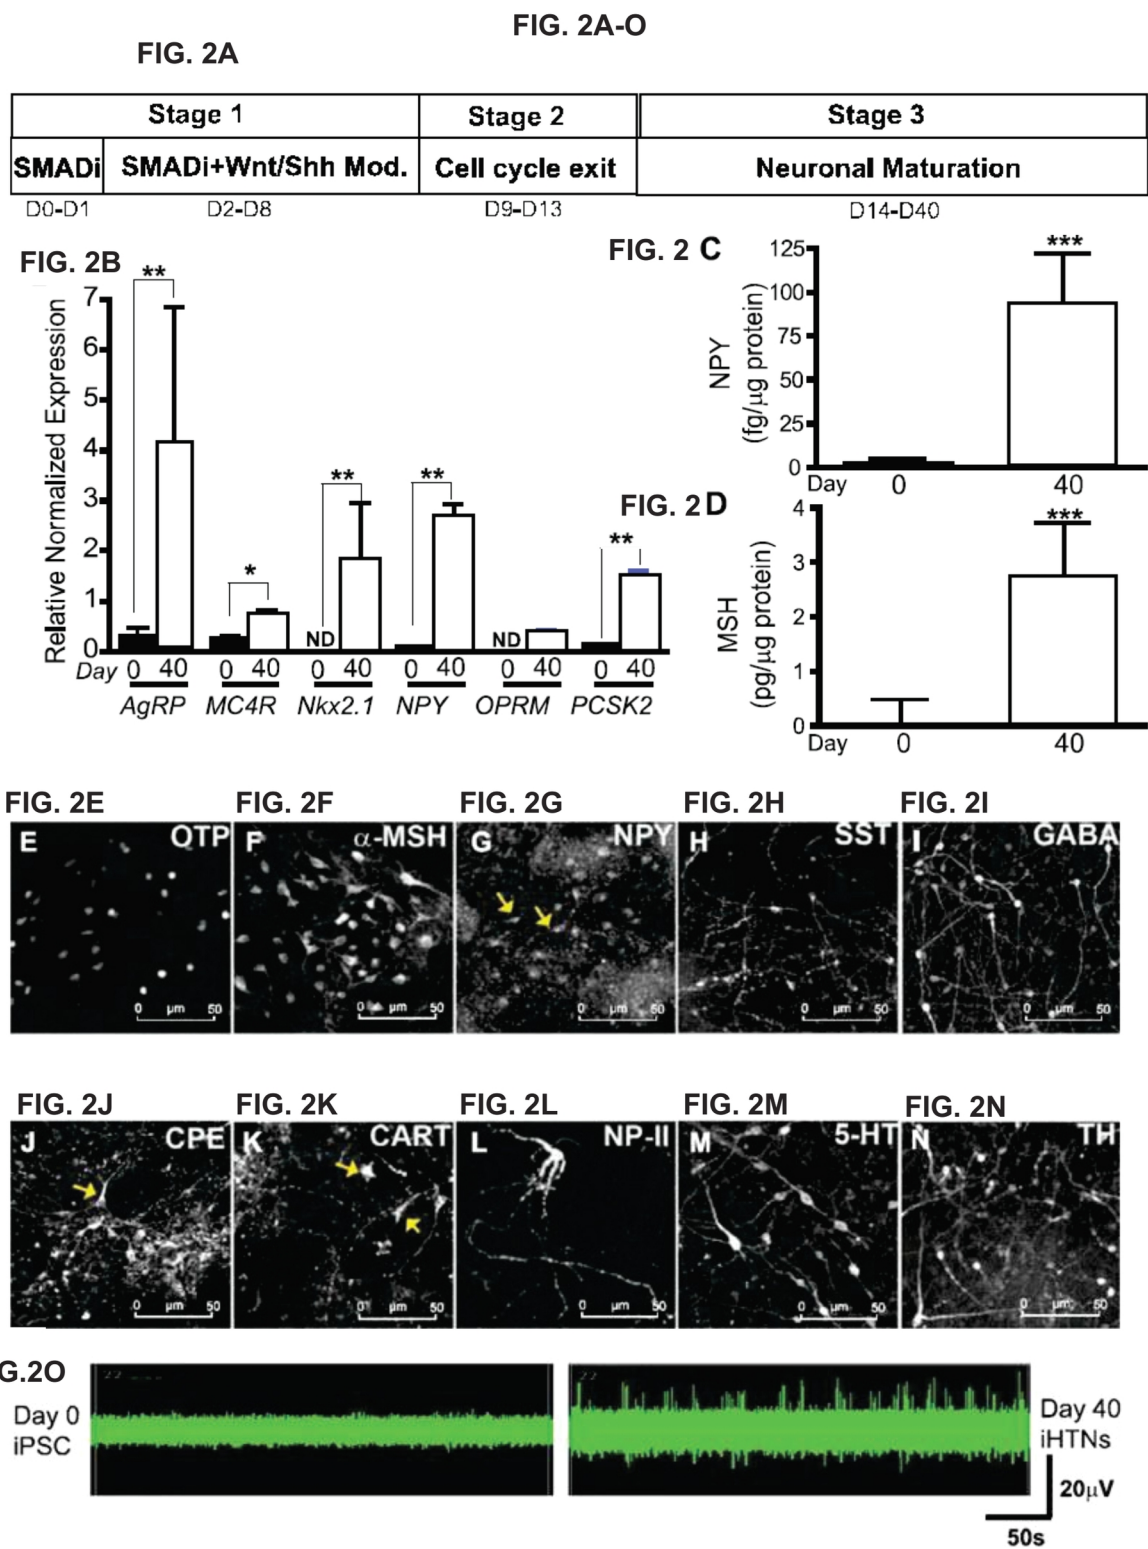 FIG. 2A-O
FIG. 2A
Stage 1 Stage 2 Stage 3
SMADi SMADi+Wnt/Shh Mod. Cell cycle exit Neuronal Maturation
D0-D1 D2-D8 D9-D13 D14-D40
FIG. 2B
Relative Normalized Expression
7
6
5
4
3
2
1
0
** * ** ** **
ND ND
Day 0 40 0 40 0 40 0 40 0 40 0 40
AgRP MC4R Nkx2.1 NPY OPRM PCSK2
FIG. 2 C
NPY
(fg/μg protein)
125
100
75
50
25
0
***
Day 0 40
FIG. 2 D
MSH
(pg/μg protein)
4
3
2
1
0
***
Day 0 40
FIG. 2E FIG. 2F FIG. 2G FIG. 2H FIG. 2I
E OTP F α-MSH G NPY H SST I GABA
0 μm 50 0 μm 50 0 μm 50 0 μm 50 0 μm 50
FIG. 2J FIG. 2K FIG. 2L FIG. 2M FIG. 2N
J CPE K CART L NP-II M 5-HT N TH
0 μm 50 0 μm 50 0 μm 50 0 μm 50 0 μm 50
G.2O
Day 0
iPSC
Day 40
iHTNs
20μV
50s